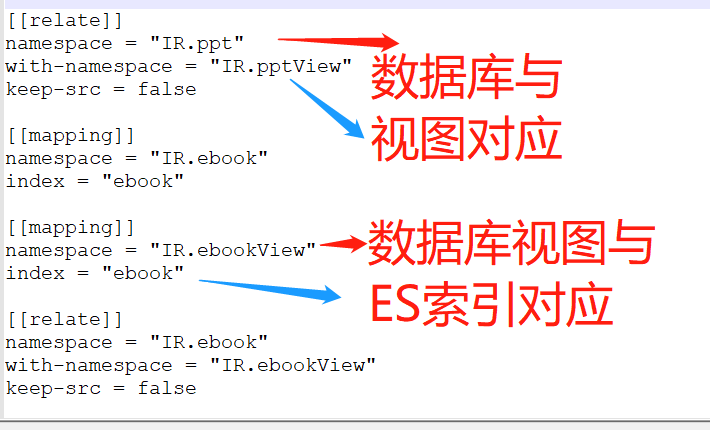 [[relate]]
namespace = "IR.ppt"
with-namespace = "IR.pptView"
keep-src = false
数据库与
视图对应
[[mapping]]
namespace = "IR.ebook"
index = "ebook"
[[mapping]]
namespace = "IR.ebookView"
index = "ebook"
数据库视图与
ES索引对应
[[relate]]
namespace = "IR.ebook"
with-namespace = "IR.ebookView"
keep-src = false